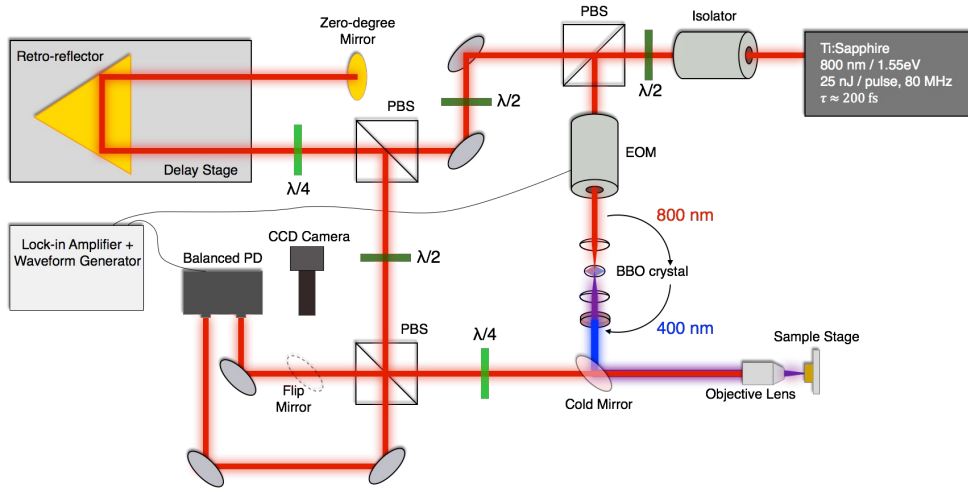 Retro-reflector
Zero-degree
Mirror
PBS
Isolator
Ti:Sapphire
800 nm / 1.55eV
25 nJ / pulse, 80 MHz
τ ≈ 200 fs
λ/2
λ/2
PBS
EOM
Delay Stage
λ/4
800 nm
Lock-in Amplifier +
Waveform Generator
CCD Camera
Balanced PD
λ/2
BBO crystal
PBS
λ/4
400 nm
Sample Stage
Flip
Mirror
Cold Mirror
Objective Lens